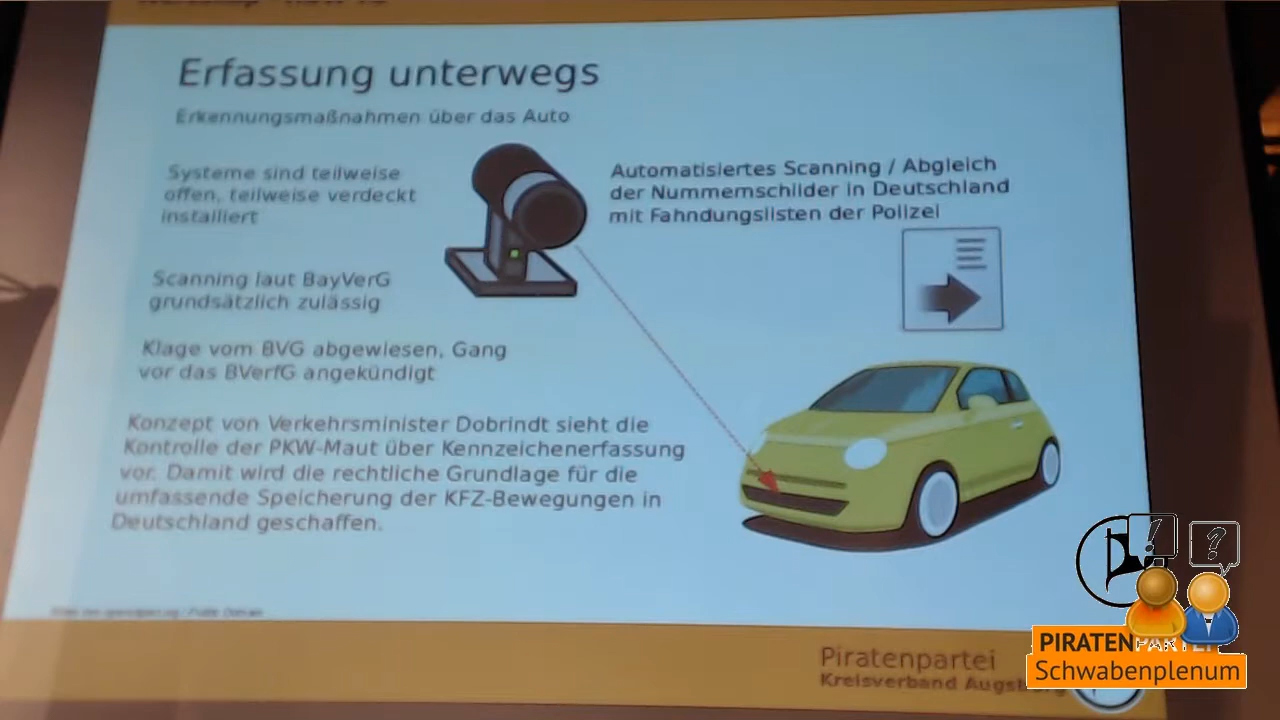 Erfassung unterwegs
Erkennungsmaßnahmen über das Auto
Systeme sind teilweise
offen, teilweise verdeckt
installiert
Automatisiertes Scanning / Abgleich
der Nummernschilder in Deutschland
mit Fahndungslisten der Polizei
Scanning laut BayVerG
grundsätzlich zulässig
Klage vom BVG abgewiesen, Gang
vor das BVerfG angekündigt
Konzept von Verkehrsminister Dobrindt sieht die
Kontrolle der PKW-Maut über Kennzeichenerfassung
vor. Damit wird die rechtliche Grundlage für die
umfassende Speicherung der KFZ-Bewegungen in
Deutschland geschaffen.
! ?
Piratenpartei
Kreisverband Augsburg
PIRATENPARTEI
Schwabenplenum